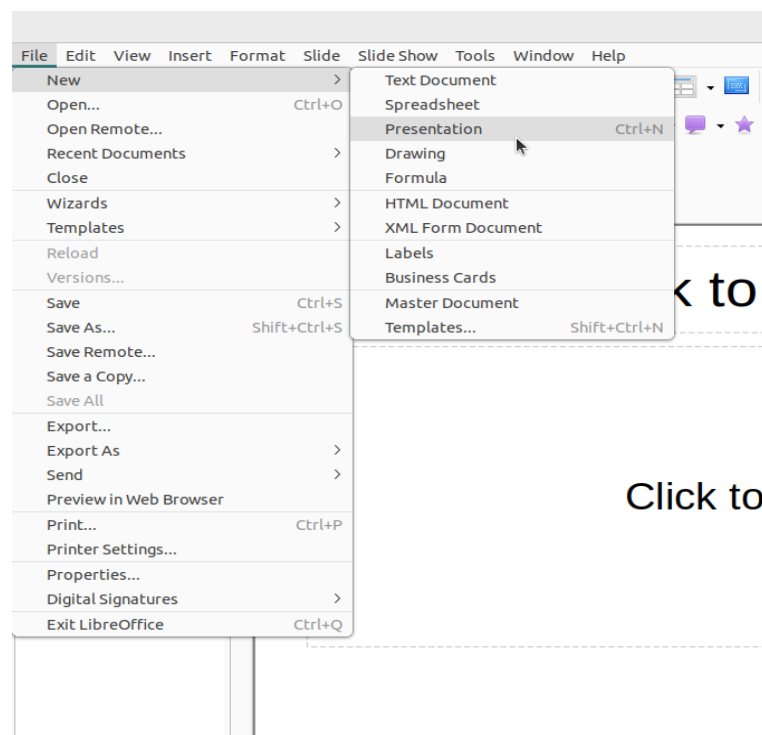 File Edit View Insert Format Slide Slide Show Tools Window Help
New
Open... Ctrl+O
Open Remote...
Recent Documents
Close
Wizards
Templates
Reload
Versions...
Save Ctrl+S
Save As... Shift+Ctrl+S
Save Remote...
Save a Copy...
Save All
Export...
Export As
Send
Preview in Web Browser
Print... Ctrl+P
Printer Settings...
Properties...
Digital Signatures
Exit LibreOffice Ctrl+Q
Text Document
Spreadsheet
Presentation Ctrl+N
Drawing
Formula
HTML Document
XML Form Document
Labels
Business Cards
Master Document
Templates... Shift+Ctrl+N
k to
Click to